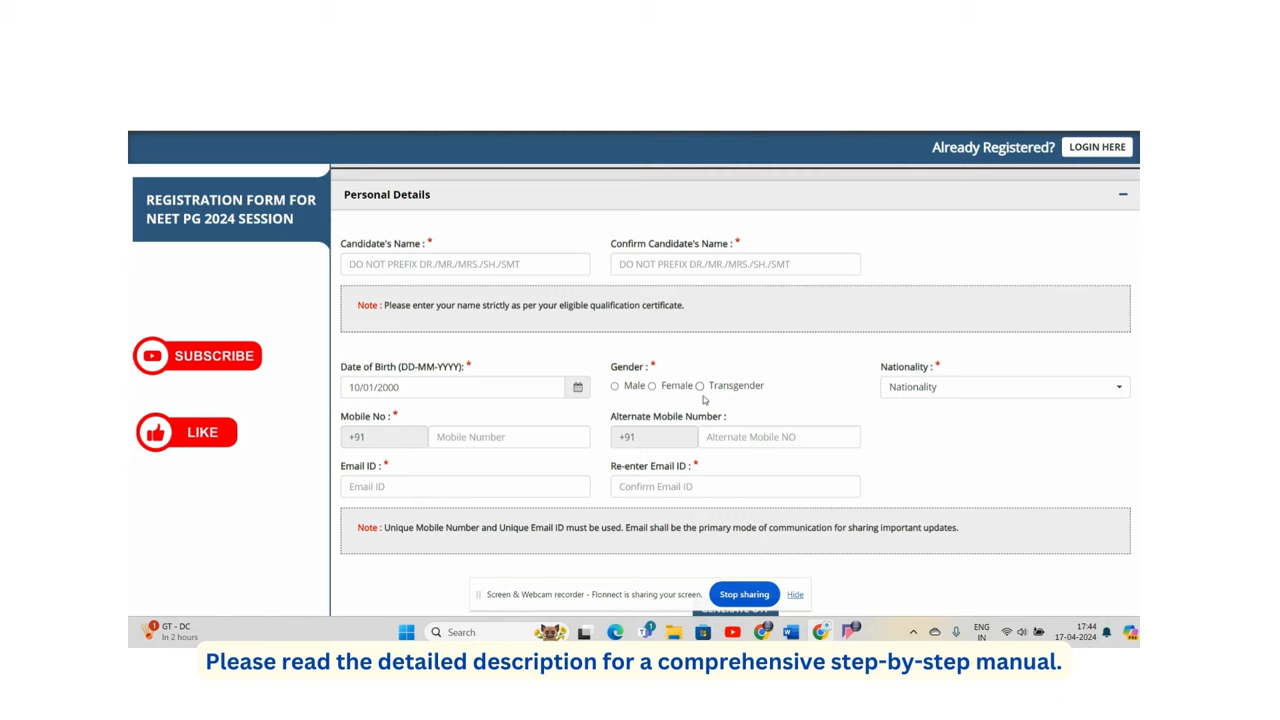 Already Registered? LOGIN HERE
REGISTRATION FORM FOR
NEET PG 2024 SESSION
Personal Details
Candidate's Name : * Confirm Candidate's Name : *
DO NOT PREFIX DR./MR./MRS./SH./SMT DO NOT PREFIX DR./MR./MRS./SH./SMT
Note : Please enter your name strictly as per your eligible qualification certificate.
SUBSCRIBE
Date of Birth (DD-MM-YYYY): * Gender : * Nationality : *
10/01/2000 Male Female Transgender Nationality
Mobile No : * Alternate Mobile Number :
+91 Mobile Number +91 Alternate Mobile NO
LIKE
Email ID : * Re-enter Email ID : *
Email ID Confirm Email ID
Note : Unique Mobile Number and Unique Email ID must be used. Email shall be the primary mode of communication for sharing important updates.
Screen & Webcam recorder - Flonnect is sharing your screen. Stop sharing Hide
GT - DC
In 2 hours
Search
ENG
IN
17:44
17-04-2024
Please read the detailed description for a comprehensive step-by-step manual.